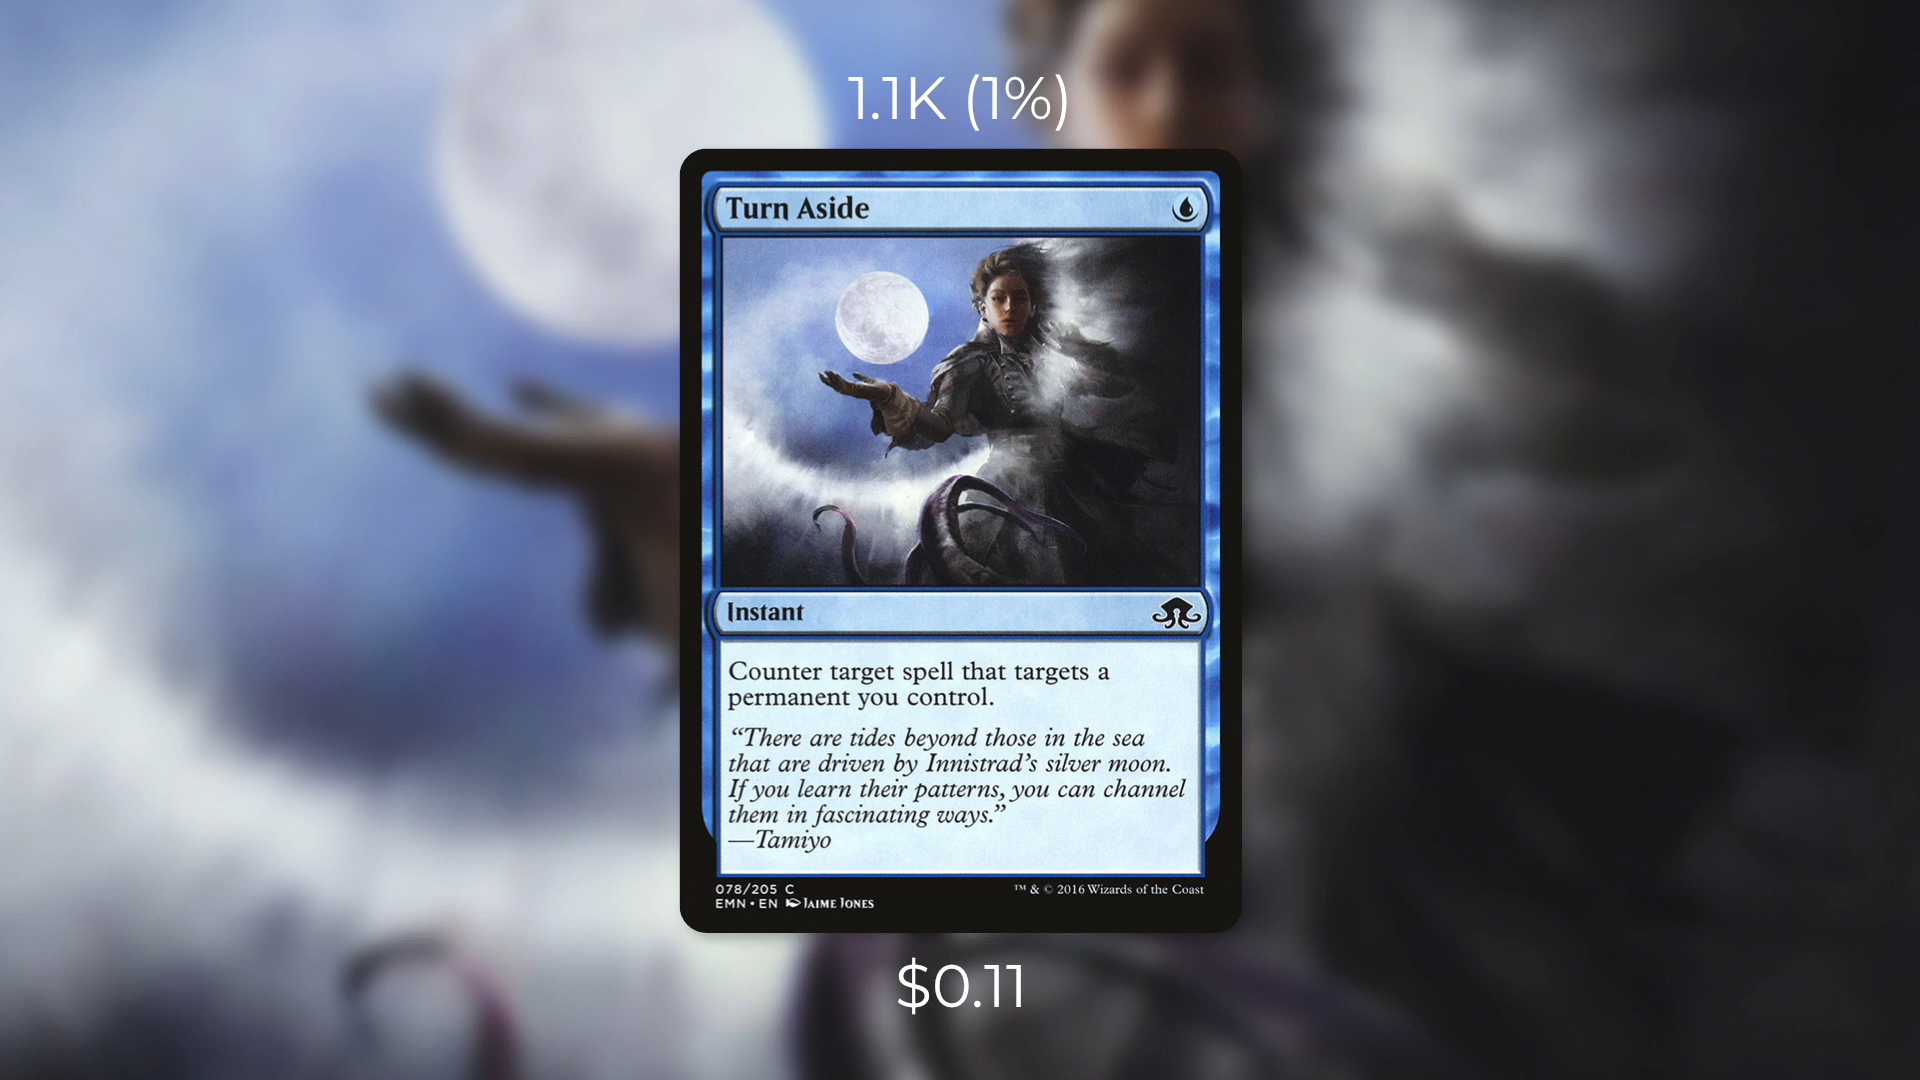 1.1K (1%)
Turn Aside
Instant
Counter target spell that targets a
permanent you control.
“There are tides beyond those in the sea
that are driven by Innistrad’s silver moon.
If you learn their patterns, you can channel
them in fascinating ways.”
—Tamiyo
078/205 C
™ & © 2016 Wizards of the Coast
EMN • EN JAIME JONES
$0.11